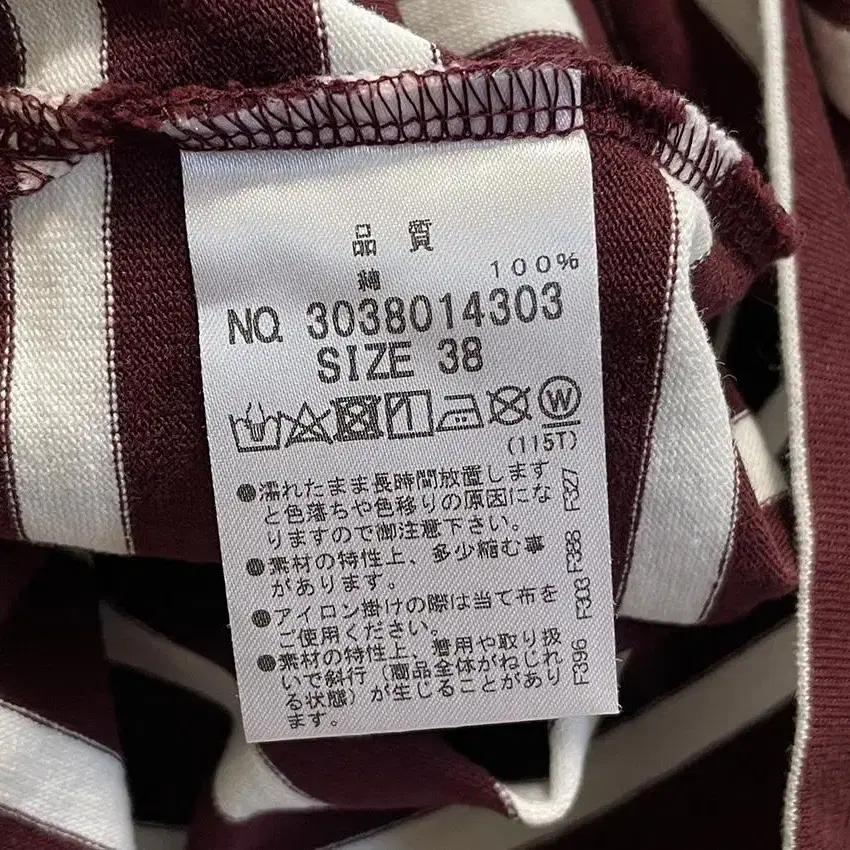 品 質
綿 100%
NO. 3038014303
SIZE 38
W
(115T)
●濡れたまま長時間放置します
と色落ちや色移りの原因にな
りますので御注意下さい。
●素材の特性上、多少縮む事
があります。
●アイロン掛けの際は当て布を
ご使用ください。
●素材の特性上、着用や取り扱
いで斜行（商品全体がねじれ
る状態）が生じることがあり
ます。
F327
F388
F396